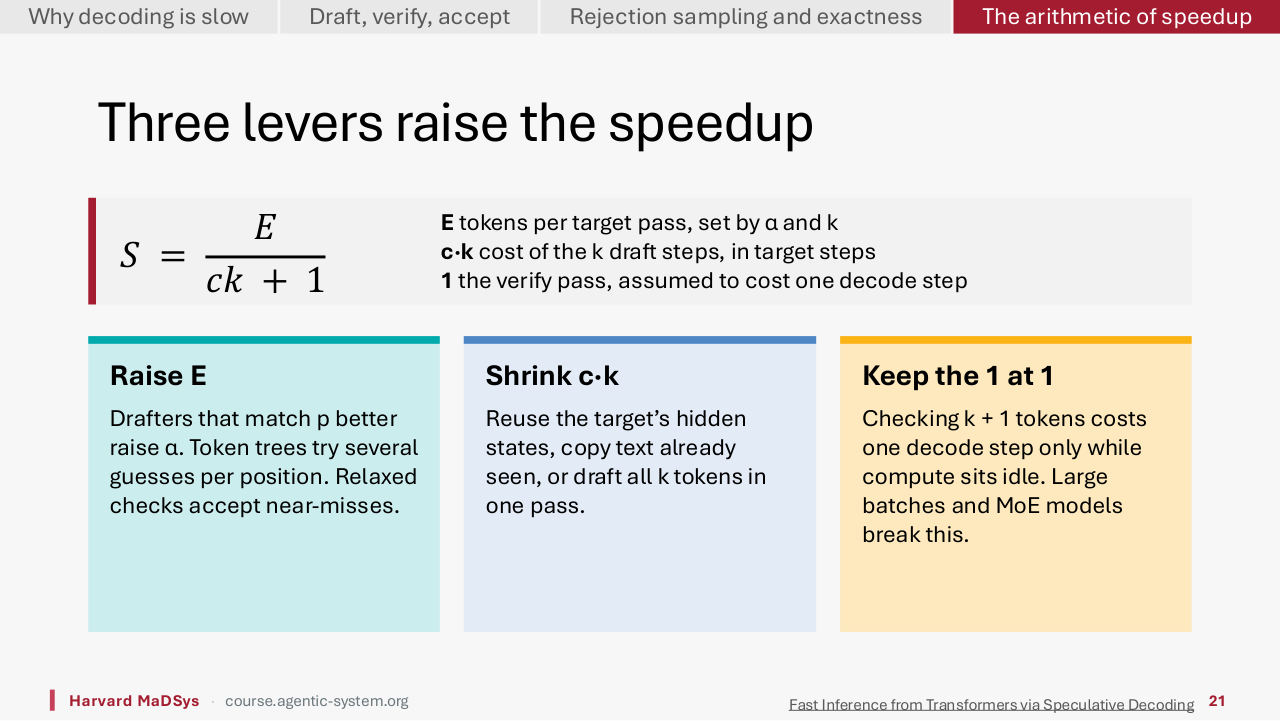 Why decoding is slow
Draft, verify, accept
Rejection sampling and exactness
The arithmetic of speedup
Three levers raise the speedup
S = E / (ck + 1)
E tokens per target pass, set by α and k
c·k cost of the k draft steps, in target steps
1 the verify pass, assumed to cost one decode step
Raise E
Drafters that match p better
raise α. Token trees try several
guesses per position. Relaxed
checks accept near-misses.
Shrink c·k
Reuse the target’s hidden
states, copy text already
seen, or draft all k tokens in
one pass.
Keep the 1 at 1
Checking k + 1 tokens costs
one decode step only while
compute sits idle. Large
batches and MoE models
break this.
Harvard MaDSys · course.agentic-system.org
Fast Inference from Transformers via Speculative Decoding
21